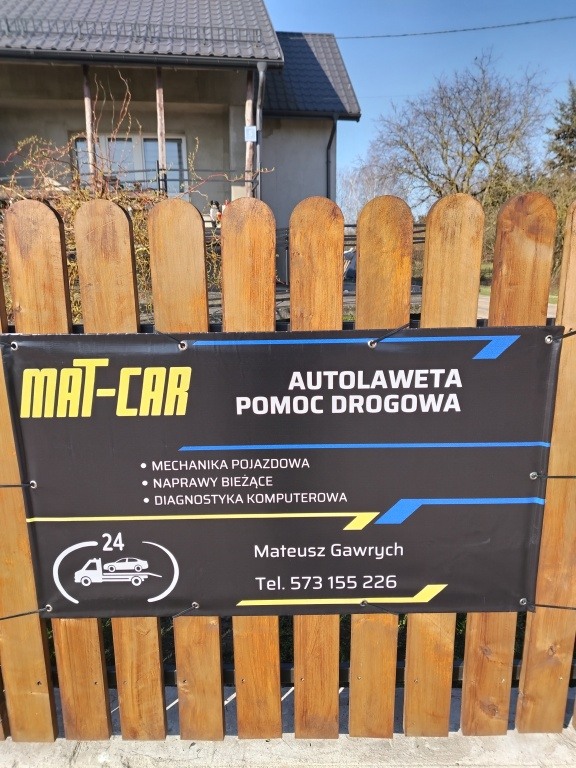 MAT-CAR
AUTOLAWETA
POMOC DROGOWA
• MECHANIKA POJAZDOWA
• NAPRAWY BIEŻĄCE
• DIAGNOSTYKA KOMPUTEROWA
24
Mateusz Gawrych
Tel. 573 155 226